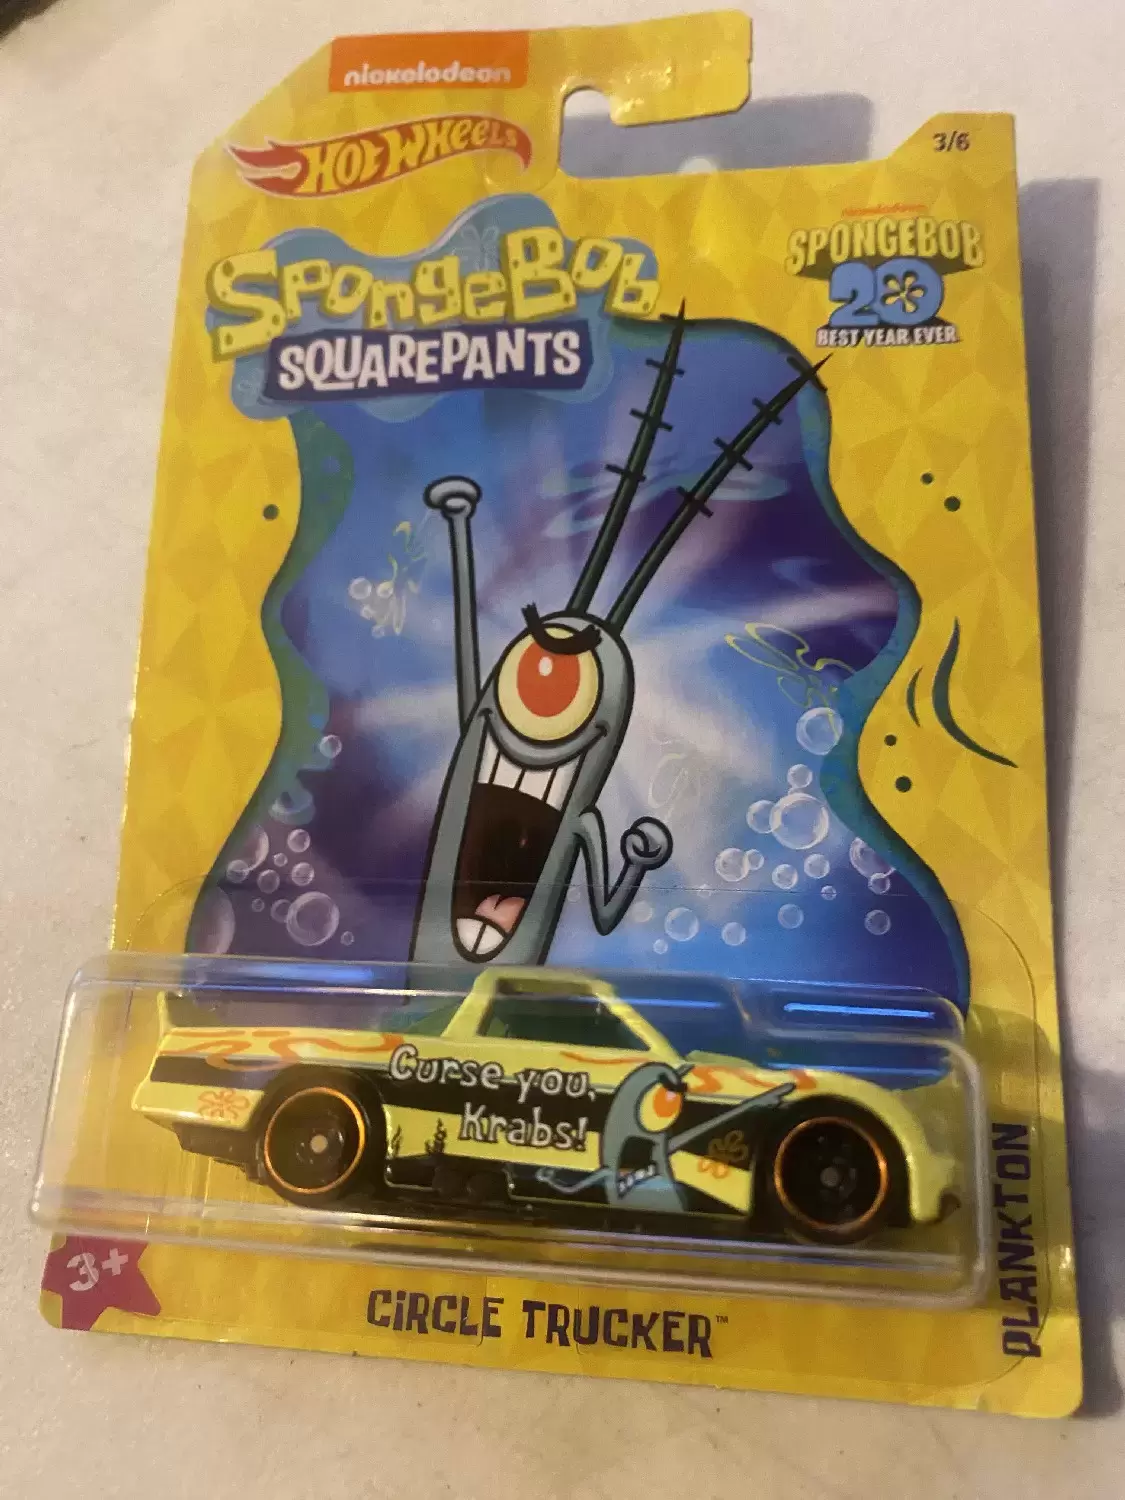 nickelodeon
HOT WHEELS
3/6
SPONGEBOB
SQUAREPANTS
nickelodeon
SPONGEBOB
20
BEST YEAR EVER
Curse you,
Krabs!
PLANKTON
3+
CiRCLE TRUCKER™